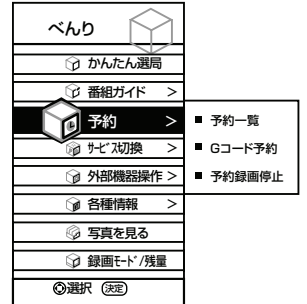 べんり
かんたん選局
番組ガイド >
予約 >
サービス切換 >
外部機器操作 >
各種情報 >
写真を見る
録画モード/残量
選択 決定
予約一覧
Gコード予約
予約録画停止